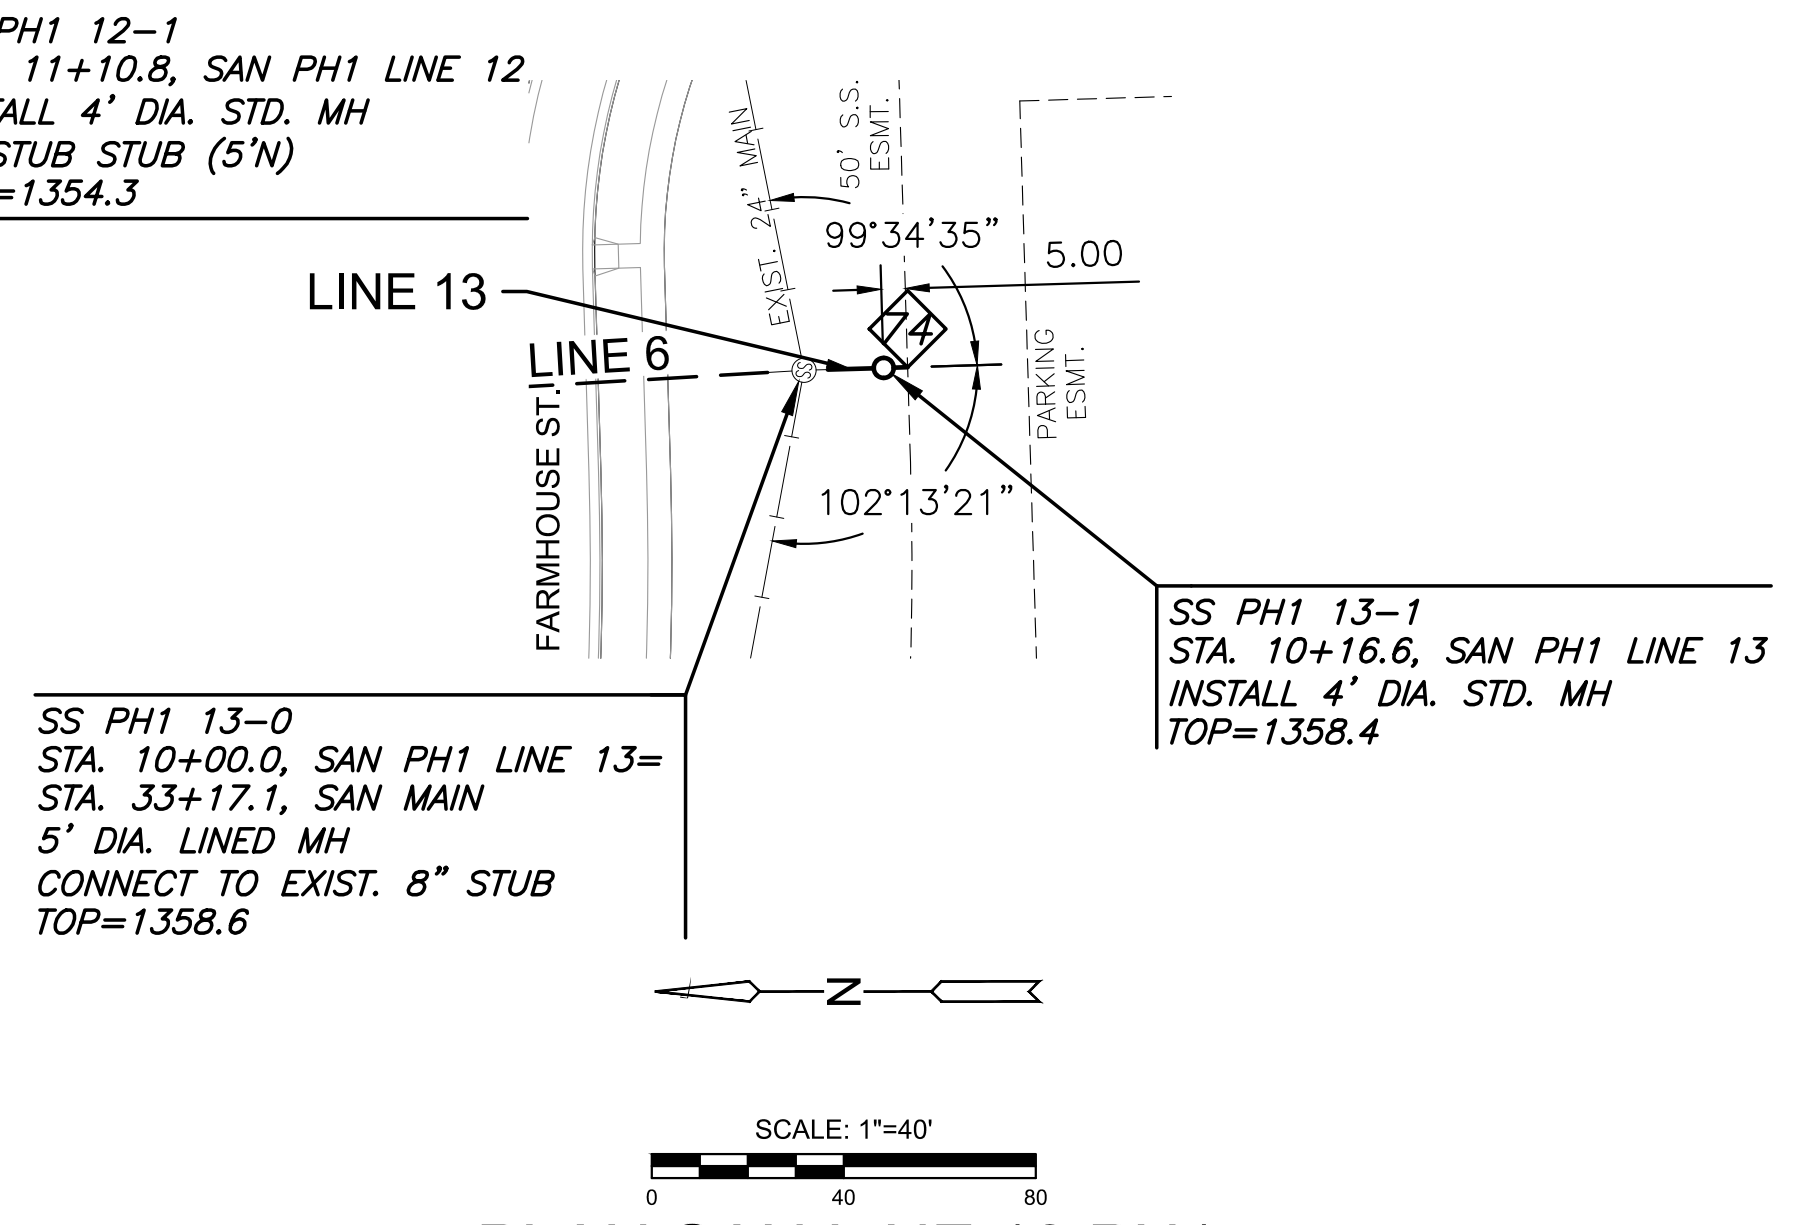 PH1 12-1
11+10.8, SAN PH1 LINE 12
ALL 4' DIA. STD. MH
STUB STUB (5'N)
=1354.3
EXIST. 24" MAIN
50' S.S.
ESMT.
99°34'35"
5.00
LINE 13
74
LINE 6
PARKING
ESMT.
SS
FARMHOUSE ST.
102°13'21"
SS PH1 13-1
STA. 10+16.6, SAN PH1 LINE 13
INSTALL 4' DIA. STD. MH
TOP=1358.4
SS PH1 13-0
STA. 10+00.0, SAN PH1 LINE 13=
STA. 33+17.1, SAN MAIN
5' DIA. LINED MH
CONNECT TO EXIST. 8" STUB
TOP=1358.6
N
SCALE: 1"=40'
0 40 80